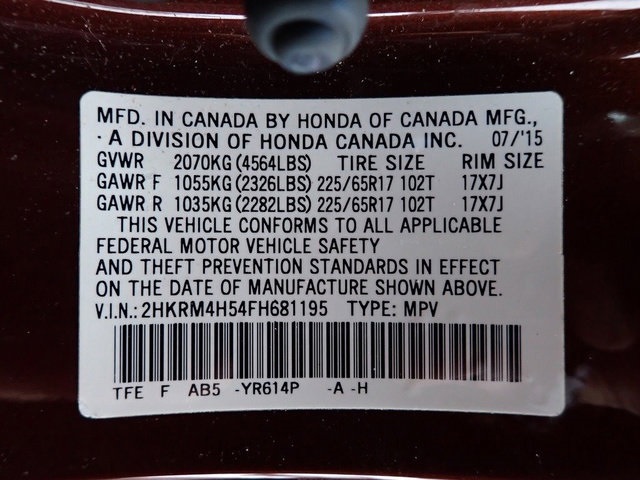 MFD. IN CANADA BY HONDA OF CANADA MFG.,
· A DIVISION OF HONDA CANADA INC. 07/'15
GVWR 2070KG (4564LBS) TIRE SIZE RIM SIZE
GAWR F 1055KG (2326LBS) 225/65R17 102T 17X7J
GAWR R 1035KG (2282LBS) 225/65R17 102T 17X7J
THIS VEHICLE CONFORMS TO ALL APPLICABLE
FEDERAL MOTOR VEHICLE SAFETY
AND THEFT PREVENTION STANDARDS IN EFFECT
ON THE DATE OF MANUFACTURE SHOWN ABOVE.
V.I.N.: 2HKRM4H54FH681195 TYPE: MPV
TFE F AB5 -YR614P -A -H